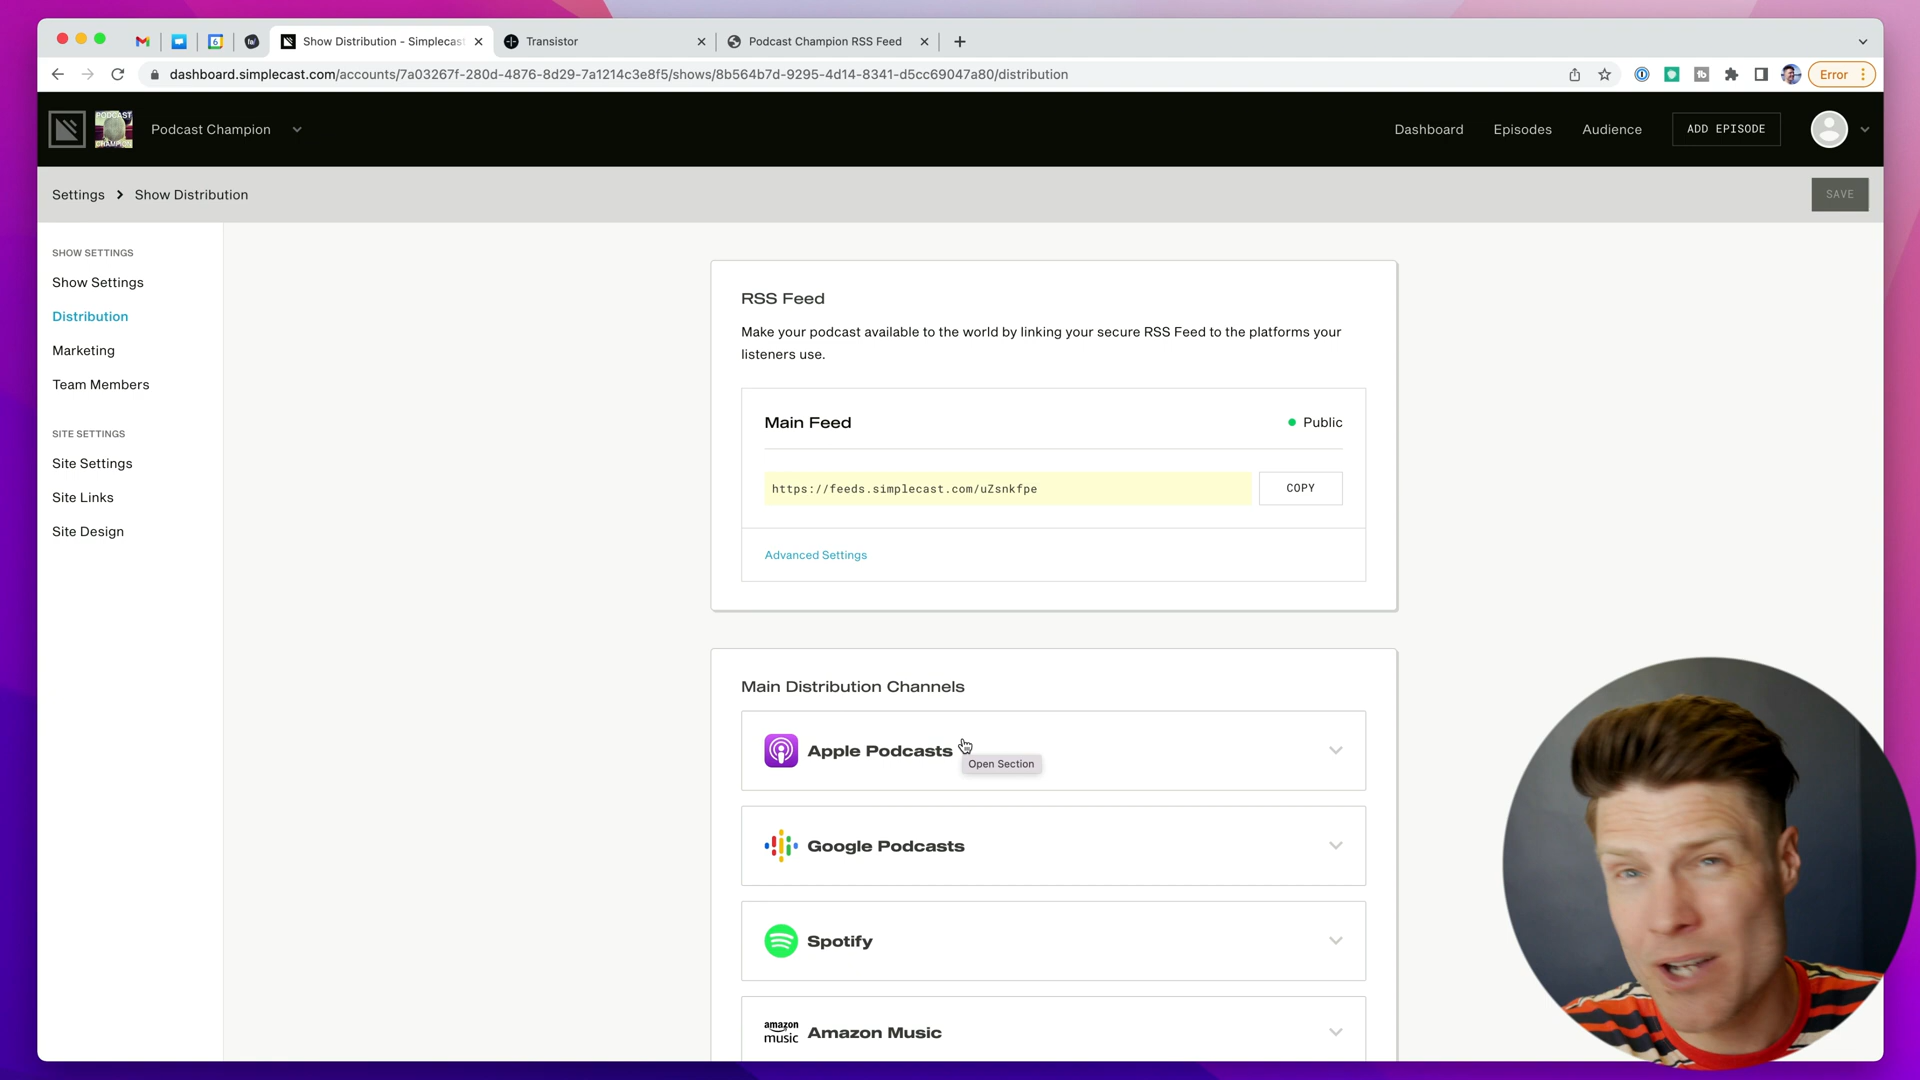 Show Distribution - Simplecast
Transistor
Podcast Champion RSS Feed
dashboard.simplecast.com/accounts/7a03267f-280d-4876-8d29-7a1214c3e8f5/shows/8b564b7d-9295-4d14-8341-d5cc69047a80/distribution
Error
PODCAST
CHAMPION
Podcast Champion
Dashboard
Episodes
Audience
ADD EPISODE
Settings
Show Distribution
SAVE
SHOW SETTINGS
Show Settings
Distribution
Marketing
Team Members
SITE SETTINGS
Site Settings
Site Links
Site Design
RSS Feed
Make your podcast available to the world by linking your secure RSS Feed to the platforms your
listeners use.
Main Feed
Public
https://feeds.simplecast.com/uZsnkfpe
COPY
Advanced Settings
Main Distribution Channels
Apple Podcasts
Open Section
Google Podcasts
Spotify
amazon
music
Amazon Music